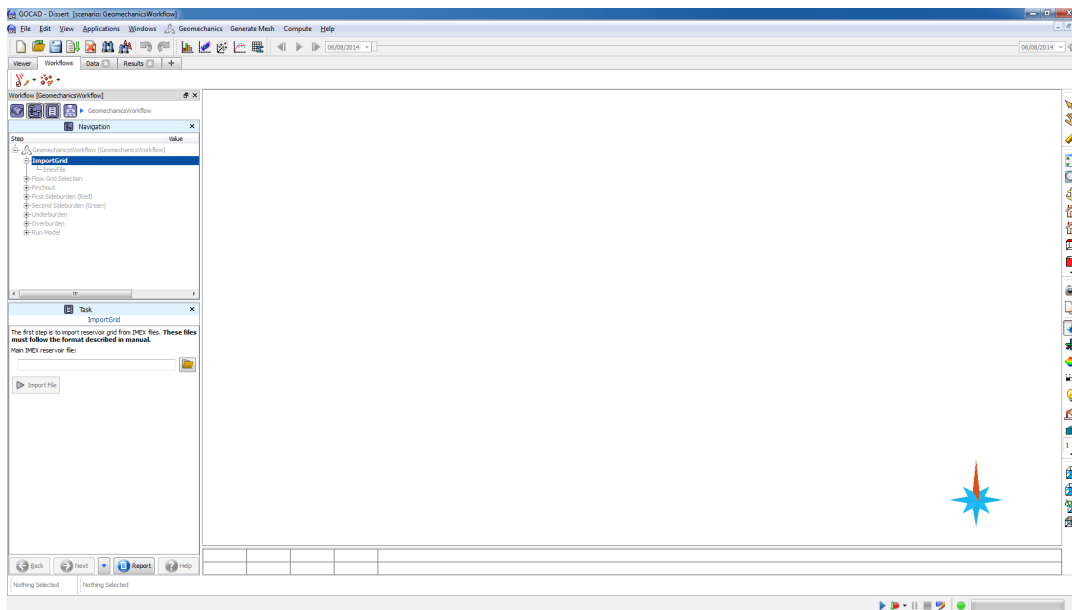 GOCAD - Dissert [scenario: GeomechanicsWorkflow]
File Edit View Applications Windows Geomechanics Generate Mesh Compute Help
06/08/2014
06/08/2014
Viewer Workflows Data Results +
Workflow [GeomechanicsWorkflow]
GeomechanicsWorkflow
Navigation
Step Value
GeomechanicsWorkflow (GeomechanicsWorkflow)
ImportGrid
ImexFile
Flow Grid Selection
Pinchout
First Sideburden (Red)
Second Sideburden (Green)
Underburden
Overburden
Run Model
Task
ImportGrid
The first step is to import reservoir grid from IMEX files. These files
must follow the format described in manual.
Main IMEX reservoir file:
Import File
1
Back Next Report Help
Nothing Selected Nothing Selected